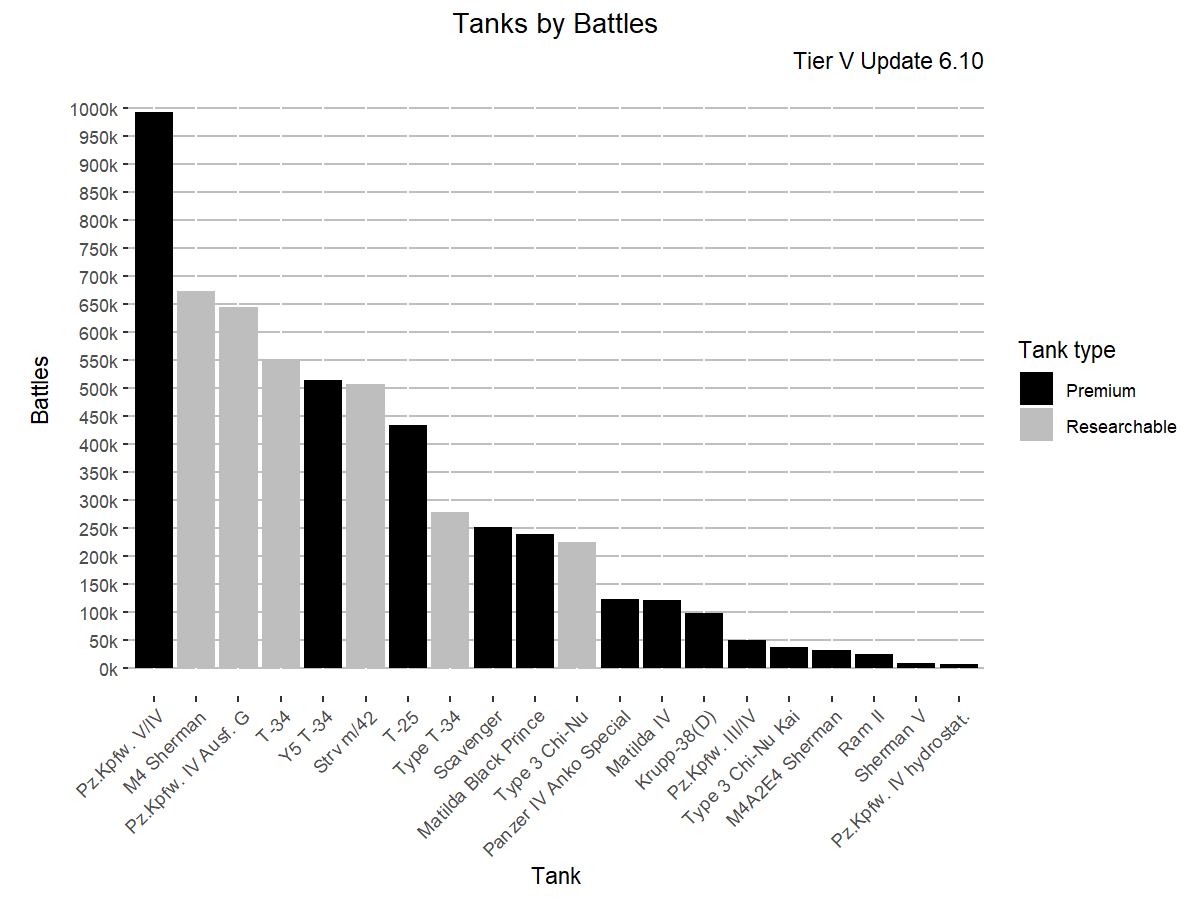 Tanks by Battles
Tier V Update 6.10
1000k
950k
900k
850k
800k
750k
700k
650k
600k
550k
500k
450k
400k
350k
300k
250k
200k
150k
100k
50k
0k
Battles
Pz.Kpfw. V/IV
M4 Sherman
Pz.Kpfw. IV Ausf. G
T-34
Y5 T-34
Strv m/42
T-25
Type T-34
Scavenger
Matilda Black Prince
Type 3 Chi-Nu
Panzer IV Anko Special
Matilda IV
Krupp-38(D)
Pz.Kpfw. III/IV
Type 3 Chi-Nu Kai
M4A2E4 Sherman
Ram II
Sherman V
Pz.Kpfw. IV hydrostat.
Tank
Tank type
Premium
Researchable